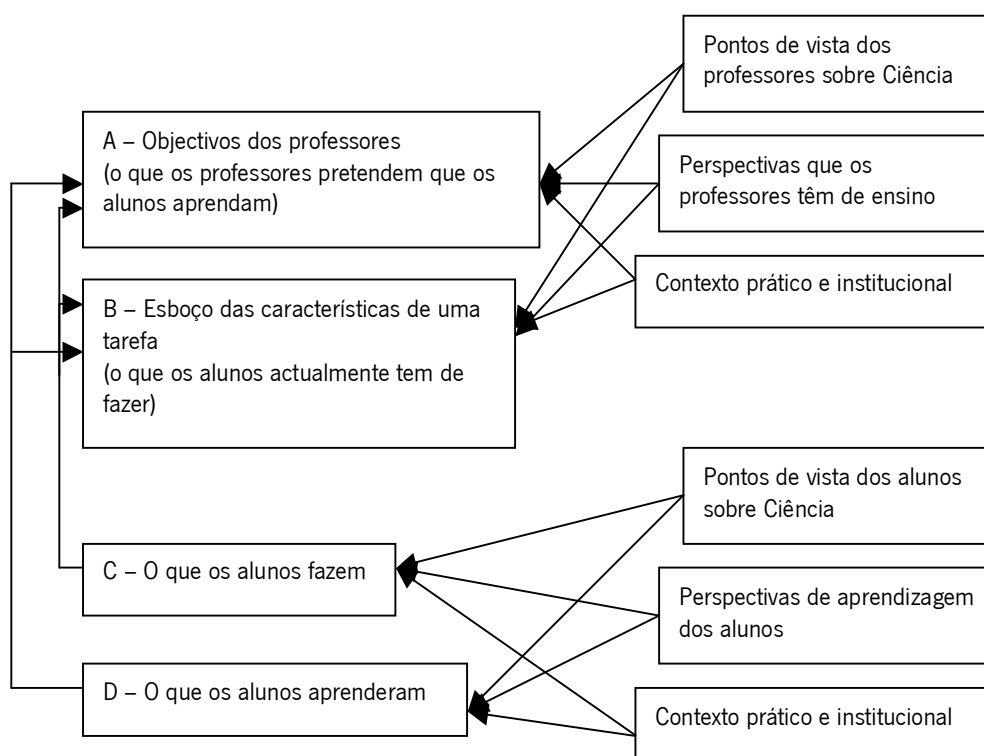 Pontos de vista dos
professores sobre Ciência
A – Objectivos dos professores
(o que os professores pretendem que os
alunos aprendam)
Perspectivas que os
professores têm de ensino
Contexto prático e institucional
B – Esboço das características de uma
tarefa
(o que os alunos actualmente tem de
fazer)
Pontos de vista dos alunos
sobre Ciência
C – O que os alunos fazem
Perspectivas de aprendizagem
dos alunos
D – O que os alunos aprenderam
Contexto prático e institucional